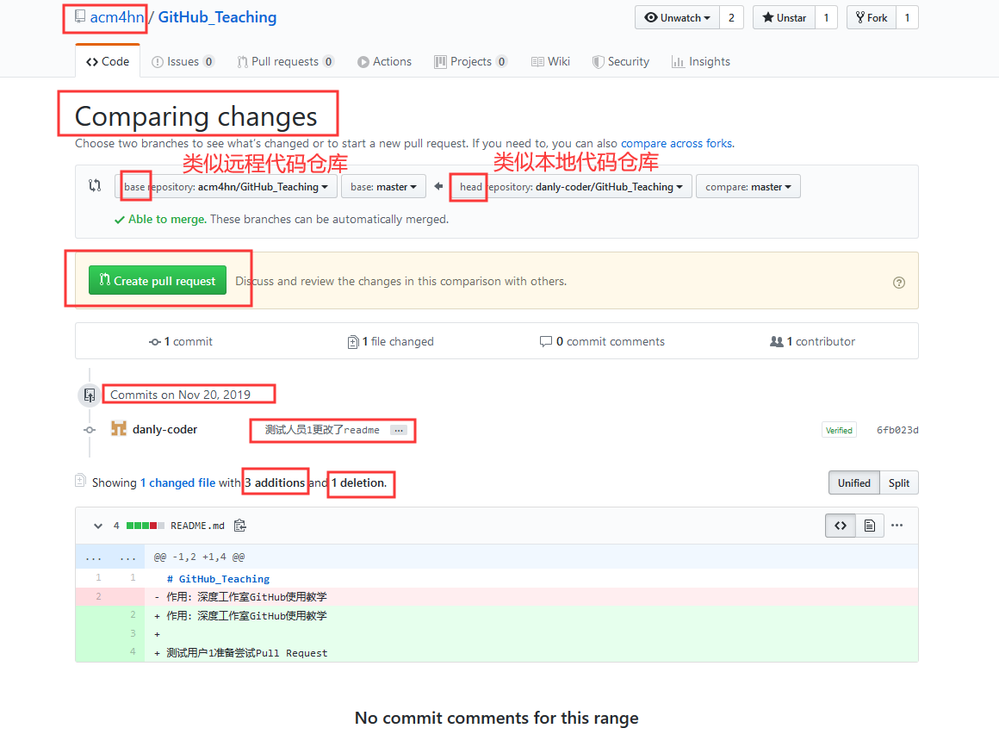 acm4hn / GitHub_Teaching
Unwatch 2 Unstar 1 Fork 1
Code Issues 0 Pull requests 0 Actions Projects 0 Wiki Security Insights
Comparing changes
Choose two branches to see what's changed or to start a new pull request. If you need to, you can also compare across forks.
类似远程代码仓库 类似本地代码仓库
base repository: acm4hn/GitHub_Teaching base: master head repository: danly-coder/GitHub_Teaching compare: master
Able to merge. These branches can be automatically merged.
Create pull request Discuss and review the changes in this comparison with others.
1 commit 1 file changed 0 commit comments 1 contributor
Commits on Nov 20, 2019
danly-coder 测试人员1更改了readme … Verified 6fb023d
Showing 1 changed file with 3 additions and 1 deletion. Unified Split
4 README.md
... ... @@ -1,2 +1,4 @@
1 1 # GitHub_Teaching
2 - 作用: 深度工作室GitHub使用教学
2 + 作用: 深度工作室GitHub使用教学
3 +
4 + 测试用户1准备尝试Pull Request
No commit comments for this range